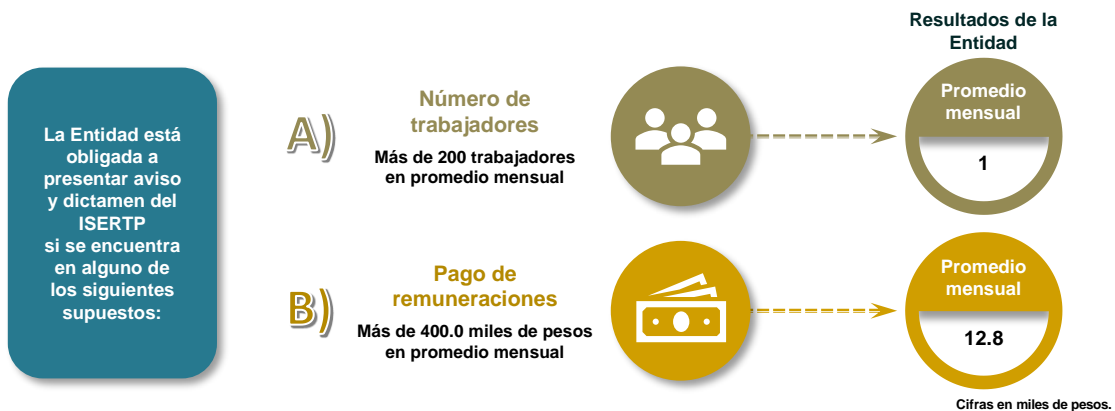 La Entidad está
obligada a
presentar aviso
y dictamen del
ISERTP
si se encuentra
en alguno de
los siguientes
supuestos:
A)
Número de
trabajadores
Más de 200 trabajadores
en promedio mensual
Resultados de la
Entidad
Promedio
mensual
1
B)
Pago de
remuneraciones
Más de 400.0 miles de pesos
en promedio mensual
Promedio
mensual
12.8
Cifras en miles de pesos.